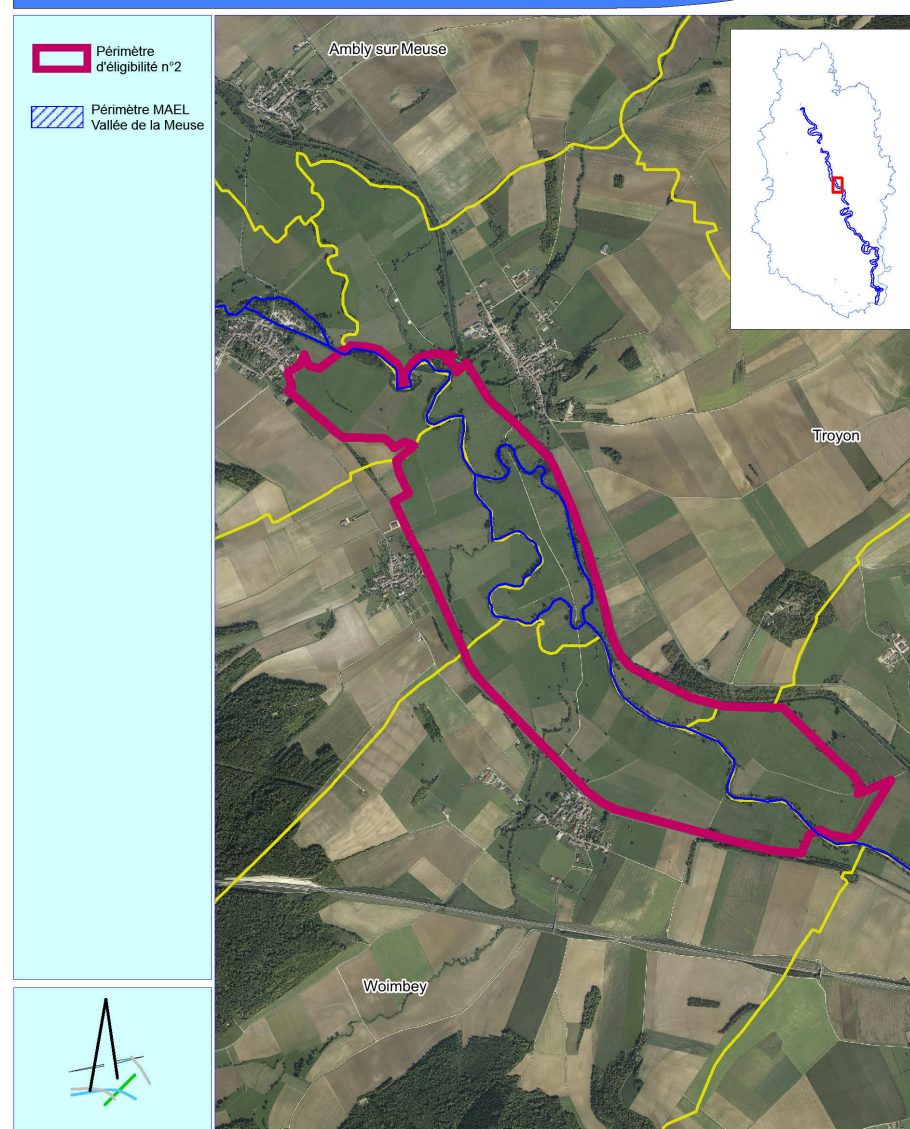 Périmètre
d'éligibilité n°2
Périmètre MAEL
Vallée de la Meuse
Ambly sur Meuse
Troyon
Woimbey